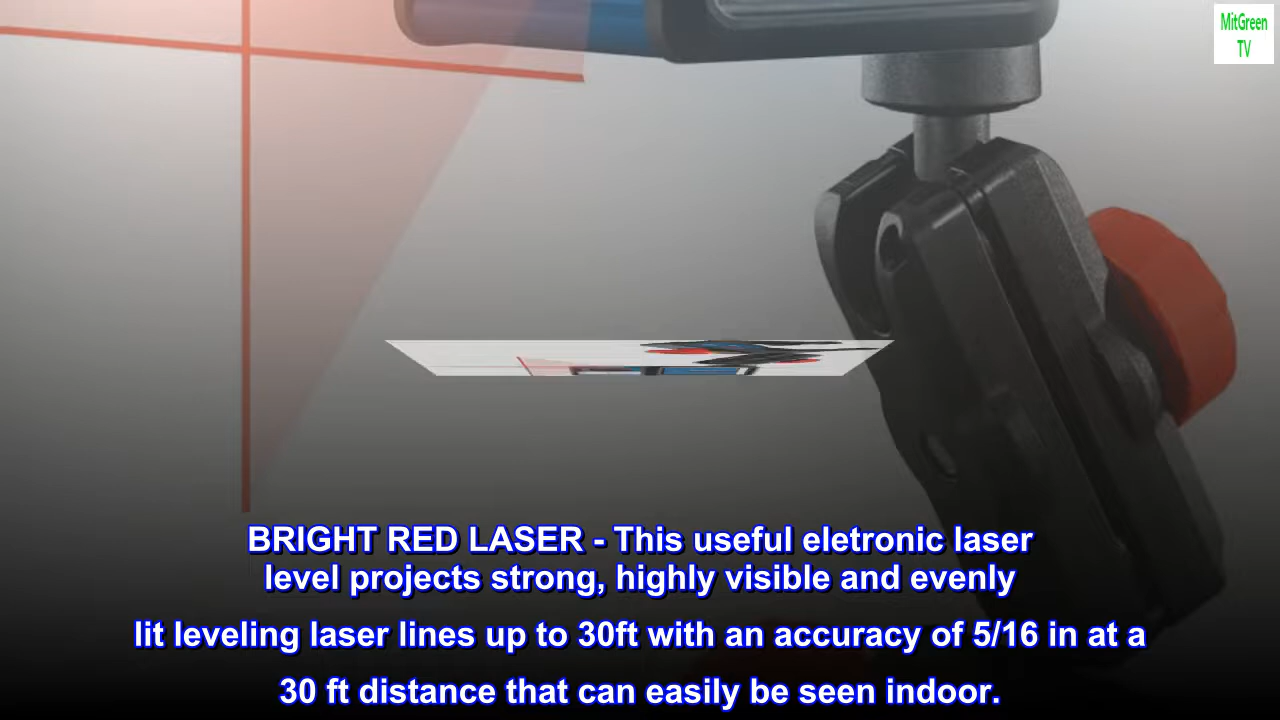 MitGreen
TV
BRIGHT RED LASER - This useful eletronic laser
level projects strong, highly visible and evenly
lit leveling laser lines up to 30ft with an accuracy of 5/16 in at a
30 ft distance that can easily be seen indoor.